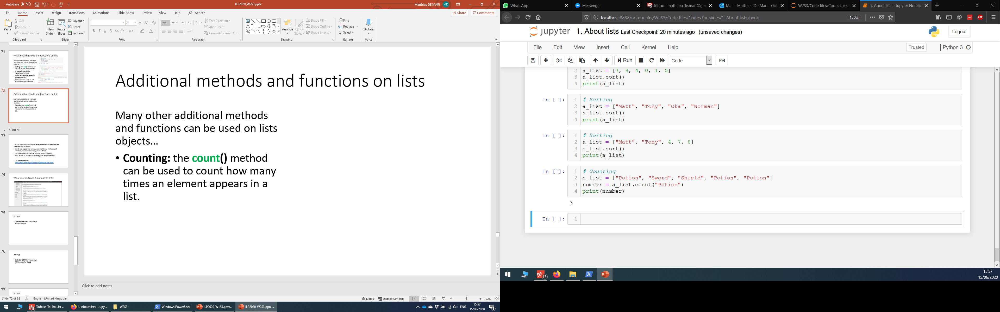 AutoSave Off
ILP2020_W2S3.pptx
Matthieu DE MARI MD
File Home Insert Design Transitions Animations Slide Show Review View Help Search
Share Comments
Paste
Cut
Copy
Format Painter
Clipboard
New Slide
Reuse Slides
Layout
Reset
Section
Slides
28
Font
Text Direction
Align Text
Convert to SmartArt
Paragraph
Arrange
Quick Styles
Shape Fill
Shape Outline
Shape Effects
Drawing
Find
Replace
Select
Editing
Dictate
Voice
71
Additional methods and functions on lists
Many other additional methods
and functions can be used on lists
objects...
• Sorting: the sort() method can
be used to sort the elements,
• In ascending order for
numerical elements,
• And in alphabetical order for
string elements.
• Note: does not work on lists
with mixed types elements.
72
Additional methods and functions on lists
Many other additional methods
and functions can be used on lists
objects...
• Counting: the count() method
can be used to count how many
times an element appears in a
list.
15. RTFM
73
The lists objects in Python have many more built-in methods and
functions you could use.
• We do not expect you to know about all these methods and
functions, nor about how they work in detail.
• Just know where to find the information if you need it.
• Also, do not be afraid to read the Python documentation!
• List documentation:
https://docs.python.org/3/tutorial/datastructures.html
74
More methods and fucntions on lists
75
RTFM
• Definition (RTFM): The acronym
RTFM stands for
76
RTFM
• Definition (RTFM): The acronym
RTFM stands for "Read,
77
RTFM
Additional methods and functions on lists
Many other additional methods
and functions can be used on lists
objects...
• Counting: the count() method
can be used to count how many
times an element appears in a
list.
Click to add notes
Slide 72 of 82 English (United Kingdom)
Notes Display Settings 122%
13 Todoist: To-Do List ... 1. About lists - Jupy... W2S3 Windows PowerShell ILP2020_W1S3.pptx... ILP2020_W2S3.pptx...
ENG
15:57
15/06/2020
1
WhatsApp Messenger Inbox - matthieu.de.mari@gm Mail - Matthieu De Mari - Out W2S3/Code files/Codes for sli 1. About lists - Jupyter Notebo
localhost:8888/notebooks/W2S3/Code files/Codes for slides/1. About lists.ipynb 120%
ABP
jupyter 1. About lists Last Checkpoint: 20 minutes ago (unsaved changes)
Logout
File Edit View Insert Cell Kernel Help
Trusted Python 3
Run Code
2 a_list = [7, 8, 4, 0, 1, 5]
3 a_list.sort()
4 print(a_list)
In [ ]: 1 # Sorting
2 a_list = ["Matt", "Tony", "Oka", "Norman"]
3 a_list.sort()
4 print(a_list)
In [ ]: 1 # Sorting
2 a_list = ["Matt", "Tony", 4, 7, 8]
3 a_list.sort()
4 print(a_list)
In [1]: 1 # Counting
2 a_list = ["Potion", "Sword", "Shield", "Potion", "Potion"]
3 number = a_list.count("Potion")
4 print(number)
3
In [ ]: 1
13
15:57
15/06/2020